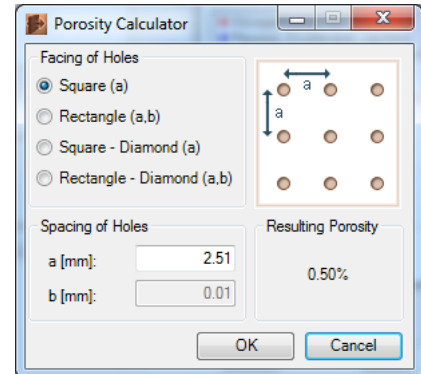 Porosity Calculator
Facing of Holes
Square (a)
Rectangle (a,b)
Square - Diamond (a)
Rectangle - Diamond (a,b)
a
a
Spacing of Holes
a [mm]: 2.51
b [mm]: 0.01
Resulting Porosity
0.50%
OK Cancel